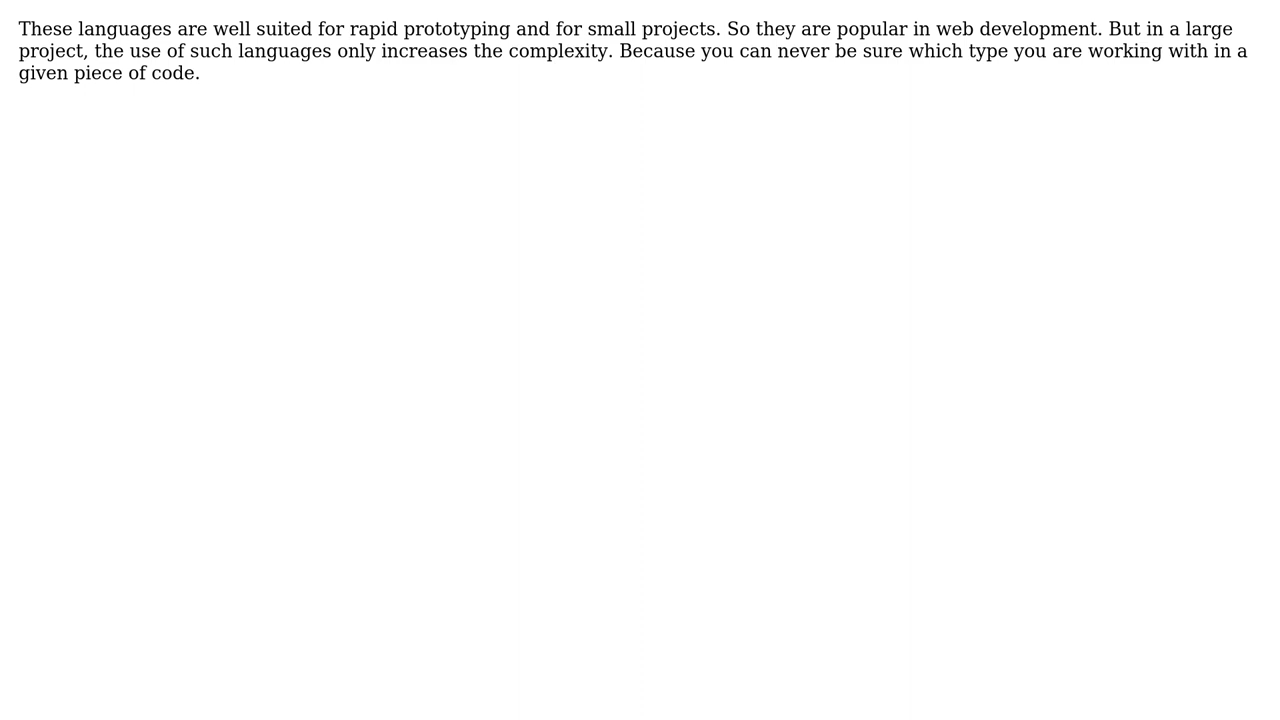 These languages are well suited for rapid prototyping and for small projects. So they are popular in web development. But in a large
project, the use of such languages only increases the complexity. Because you can never be sure which type you are working with in a
given piece of code.